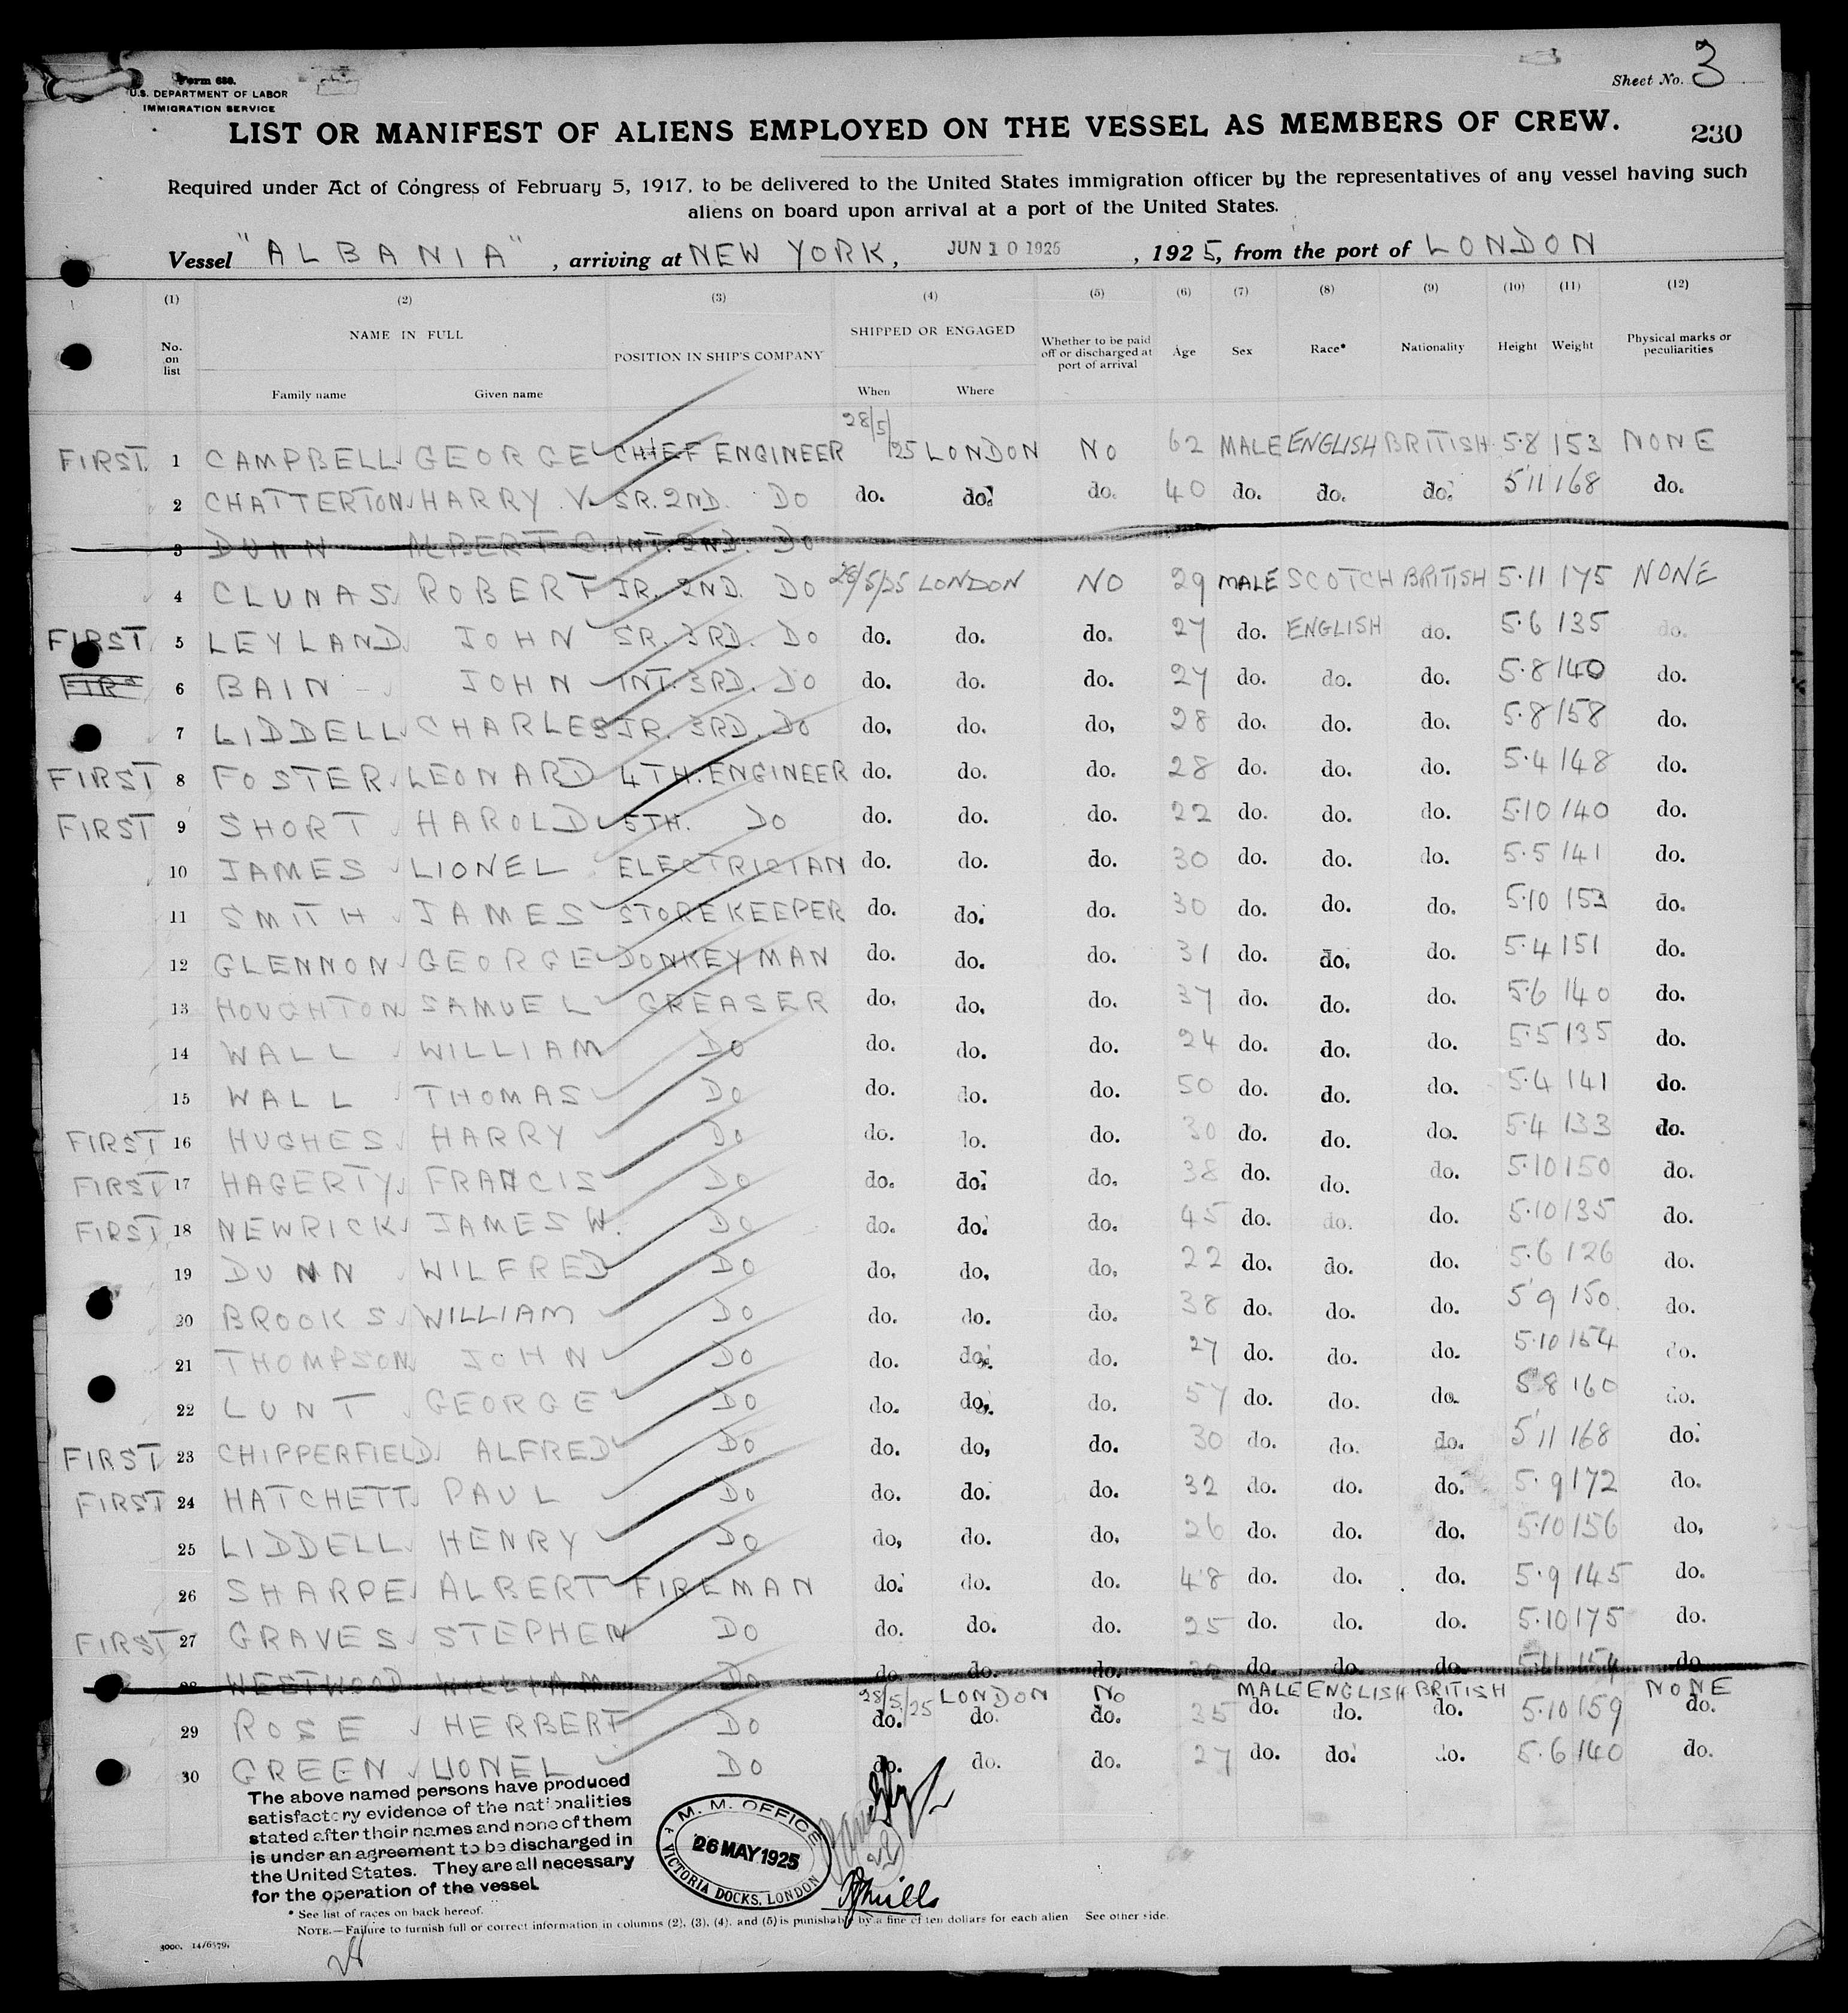 Form 680.
U.S. DEPARTMENT OF LABOR
IMMIGRATION SERVICE
Sheet No. 3
LIST OR MANIFEST OF ALIENS EMPLOYED ON THE VESSEL AS MEMBERS OF CREW.
230
Required under Act of Congress of February 5, 1917, to be delivered to the United States immigration officer by the representatives of any vessel having such
aliens on board upon arrival at a port of the United States.
Vessel "ALBANIA", arriving at NEW YORK, JUN 10 1925, 1925, from the port of LONDON
(1) (2) (3) (4) (5) (6) (7) (8) (9) (10) (11) (12)
No. on list NAME IN FULL POSITION IN SHIP'S COMPANY SHIPPED OR ENGAGED Whether to be paid off or discharged at port of arrival Age Sex Race* Nationality Height Weight Physical marks or peculiarities
Family name Given name When Where
FIRST. 1 CAMPBELL GEORGE CHIEF ENGINEER 28/5/25 LONDON NO 62 MALE ENGLISH BRITISH 5·8 153 NONE
2 CHATTERTON HARRY V. SR. 2ND. DO do. do. do. 40 do. do. do. 5'11 168 do.
3 DUNN ALBERT C. INT. 2ND. DO
4 CLUNAS ROBERT JR. 2ND. DO 28/5/25 LONDON NO 29 MALE SCOTCH BRITISH 5·11 175 NONE
FIRST 5 LEYLAND JOHN SR. 3RD. DO do. do. do. 27 do. ENGLISH do. 5·6 135 do.
6 BAIN JOHN INT. 3RD. DO do. do. do. 27 do. do. do. 5·8 140 do.
7 LIDDELL CHARLES JR. 3RD. DO do. do. do. 28 do. do. do. 5·8 158 do.
FIRST 8 FOSTER LEONARD 4TH. ENGINEER do. do. do. 28 do. do. do. 5·4 148 do.
FIRST 9 SHORT HAROLD 5TH. DO do. do. do. 22 do. do. do. 5·10 140 do.
10 JAMES LIONEL ELECTRICIAN do. do. do. 30 do. do. do. 5·5 141 do.
11 SMITH JAMES STOREKEEPER do. do. do. 30 do. do. do. 5·10 153 do.
12 GLENNON GEORGE DONKEYMAN do. do. do. 31 do. do. do. 5·4 151 do.
13 HOUGHTON SAMUEL GREASER do. do. do. 37 do. do. do. 5·6 140 do.
14 WALL WILLIAM DO do. do. do. 24 do. do. do. 5·5 135 do.
15 WALL THOMAS DO do. do. do. 50 do. do. do. 5·4 141 do.
FIRST 16 HUGHES HARRY DO do. do. do. 30 do. do. do. 5·4 133 do.
FIRST 17 HAGERTY FRANCIS DO do. do. do. 38 do. do. do. 5·10 150 do.
FIRST 18 NEWRICK JAMES W. DO do. do. do. 45 do. do. do. 5·10 135 do.
19 DUNN WILFRED DO do. do. do. 22 do. do. do. 5·6 126 do.
20 BROOKS WILLIAM DO do. do. do. 38 do. do. do. 5'9 150 do.
21 THOMPSON JOHN DO do. do. do. 27 do. do. do. 5·10 154 do.
22 LUNT GEORGE DO do. do. do. 57 do. do. do. 5'8 160 do.
FIRST 23 CHIPPERFIELD ALFRED DO do. do. do. 30 do. do. do. 5'11 168 do.
FIRST 24 HATCHETT PAUL DO do. do. do. 32 do. do. do. 5·9 172 do.
25 LIDDELL HENRY DO do. do. do. 26 do. do. do. 5·10 156 do.
26 SHARPE ALBERT FIREMAN do. do. do. 48 do. do. do. 5·9 145 do.
FIRST 27 GRAVES STEPHEN DO do. do. do. 25 do. do. do. 5·10 175 do.
28 WESTWOOD WILLIAM DO do. do. do. do. do. do. 5·11 154 do.
28/5/25 LONDON NO MALE ENGLISH BRITISH NONE
29 ROSE HERBERT DO do. do. do. 35 do. do. do. 5·10 159 do.
30 GREEN LIONEL DO do. do. do. 27 do. do. do. 5·6 140 do.
The above named persons have produced
satisfactory evidence of the nationalities
stated after their names and none of them
is under an agreement to be discharged in
the United States. They are all necessary
for the operation of the vessel.
M. M. OFFICE
26 MAY 1925
VICTORIA DOCKS, LONDON
* See list of races on back hereof.
NOTE.—Failure to furnish full or correct information in columns (2), (3), (4), and (5) is punishable by a fine of ten dollars for each alien See other side.
3000. 14/6579.